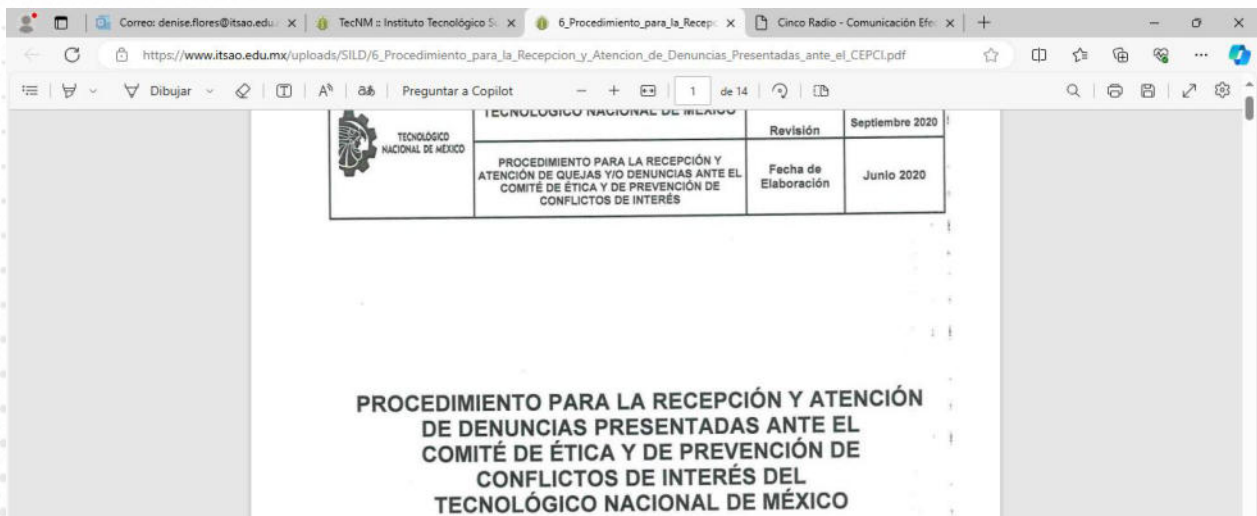 Correo: denise.flores@itsao.edu.
TecNM :: Instituto Tecnológico S
6_Procedimiento_para_la_Recepc
Cinco Radio - Comunicación Efec
https://www.itsao.edu.mx/uploads/SILD/6_Procedimiento_para_la_Recepcion_y_Atencion_de_Denuncias_Presentadas_ante_el_CEPCI.pdf
Dibujar
Preguntar a Copilot
1 de 14
TECNOLÓGICO
NACIONAL DE MÉXICO
TECNOLÓGICO NACIONAL DE MÉXICO
Revisión
Septiembre 2020
PROCEDIMIENTO PARA LA RECEPCIÓN Y
ATENCIÓN DE QUEJAS Y/O DENUNCIAS ANTE EL
COMITÉ DE ÉTICA Y DE PREVENCIÓN DE
CONFLICTOS DE INTERÉS
Fecha de
Elaboración
Junio 2020
PROCEDIMIENTO PARA LA RECEPCIÓN Y ATENCIÓN
DE DENUNCIAS PRESENTADAS ANTE EL
COMITÉ DE ÉTICA Y DE PREVENCIÓN DE
CONFLICTOS DE INTERÉS DEL
TECNOLÓGICO NACIONAL DE MÉXICO